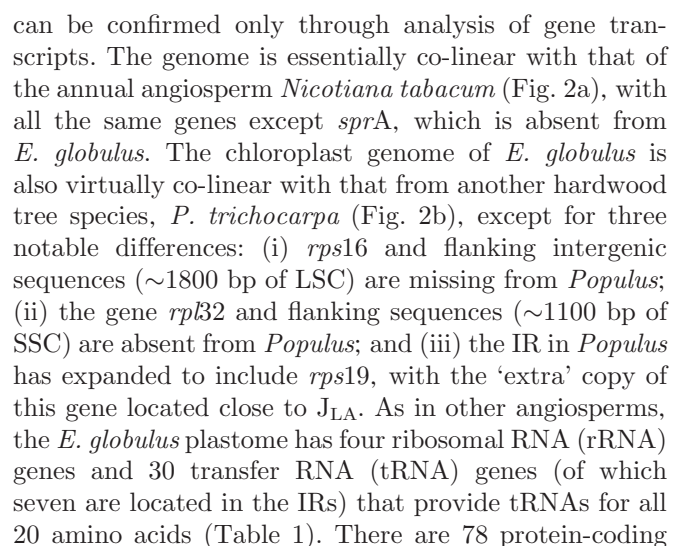 can be confirmed only through analysis of gene tran-
scripts. The genome is essentially co-linear with that of
the annual angiosperm Nicotiana tabacum (Fig. 2a), with
all the same genes except sprA, which is absent from
E. globulus. The chloroplast genome of E. globulus is
also virtually co-linear with that from another hardwood
tree species, P. trichocarpa (Fig. 2b), except for three
notable differences: (i) rps16 and flanking intergenic
sequences (∼1800 bp of LSC) are missing from Populus;
(ii) the gene rpl32 and flanking sequences (∼1100 bp of
SSC) are absent from Populus; and (iii) the IR in Populus
has expanded to include rps19, with the ‘extra’ copy of
this gene located close to JLA. As in other angiosperms,
the E. globulus plastome has four ribosomal RNA (rRNA)
genes and 30 transfer RNA (tRNA) genes (of which
seven are located in the IRs) that provide tRNAs for all
20 amino acids (Table 1). There are 78 protein-coding